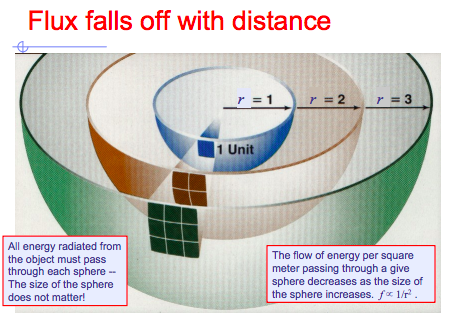 Flux falls off with distance
r = 1
r = 2
r = 3
1 Unit
All energy radiated from
the object must pass
through each sphere --
The size of the sphere
does not matter!
The flow of energy per square
meter passing through a give
sphere decreases as the size of
the sphere increases. f ∝ 1/r² .